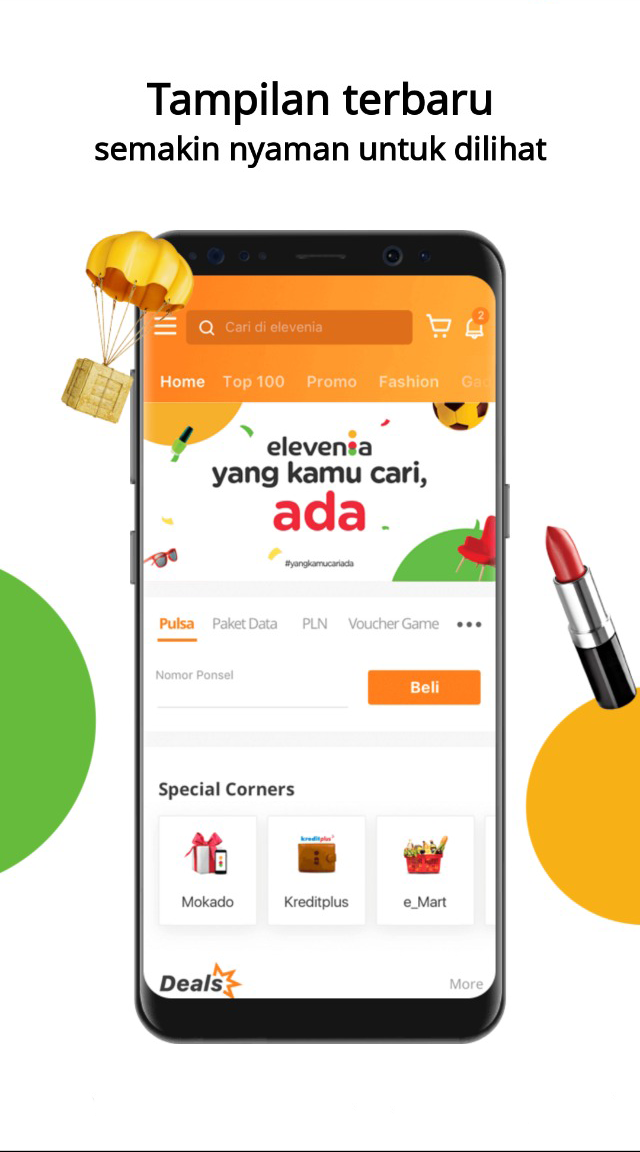 Tampilan terbaru
semakin nyaman untuk dilihat
Cari di elevenia
2
Home Top 100 Promo Fashion
elevenia
yang kamu cari,
ada
#yangkamucariada
Pulsa Paket Data PLN Voucher Game
Nomor Ponsel
Beli
Special Corners
kreditplus
Mokado Kreditplus e_Mart
Deals More